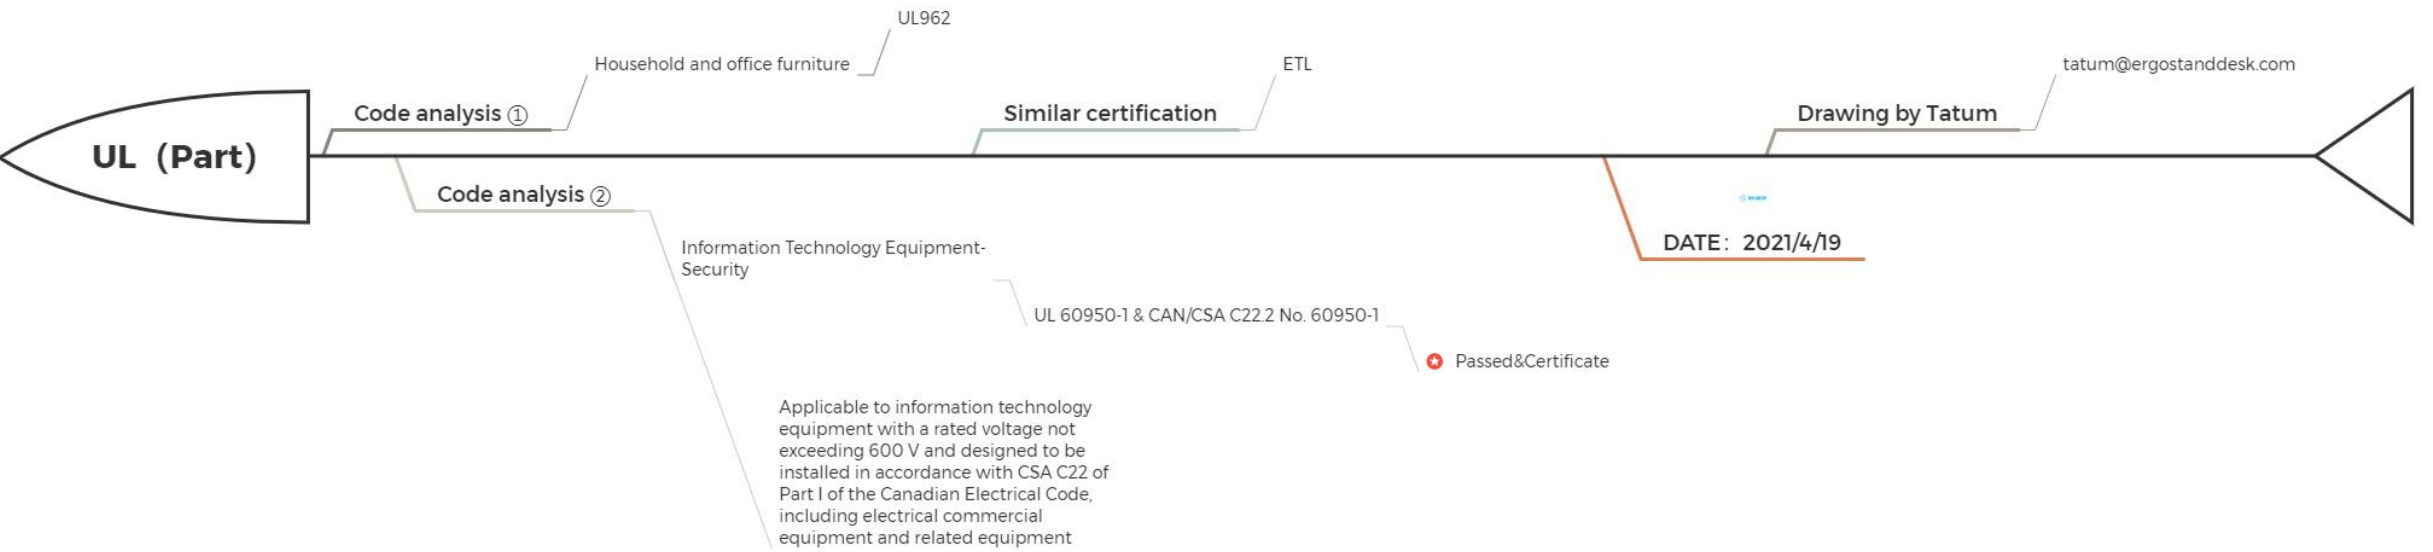 UL962
Household and office furniture
ETL
tatum@ergostanddesk.com
Code analysis ①
Similar certification
Drawing by Tatum
UL（Part）
Code analysis ②
DATE：2021/4/19
Information Technology Equipment-
Security
UL 60950-1 & CAN/CSA C22.2 No. 60950-1
Passed&Certificate
Applicable to information technology
equipment with a rated voltage not
exceeding 600 V and designed to be
installed in accordance with CSA C22 of
Part I of the Canadian Electrical Code,
including electrical commercial
equipment and related equipment